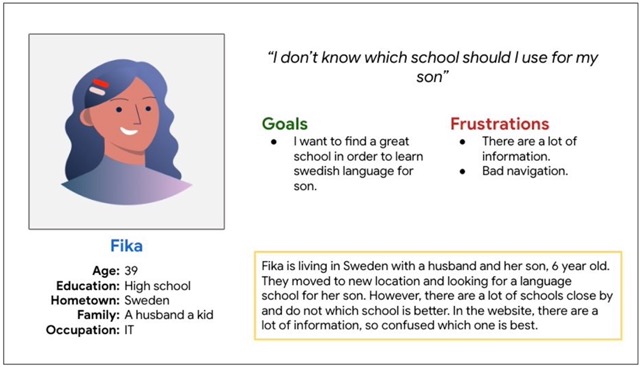 “I don’t know which school should I use for my
son”
Goals
● I want to find a great
school in order to learn
swedish language for
son.
Frustrations
● There are a lot of
information.
● Bad navigation.
Fika
Age: 39
Education: High school
Hometown: Sweden
Family: A husband a kid
Occupation: IT
Fika is living in Sweden with a husband and her son, 6 year old.
They moved to new location and looking for a language
school for her son. However, there are a lot of schools close by
and do not which school is better. In the website, there are a
lot of information, so confused which one is best.